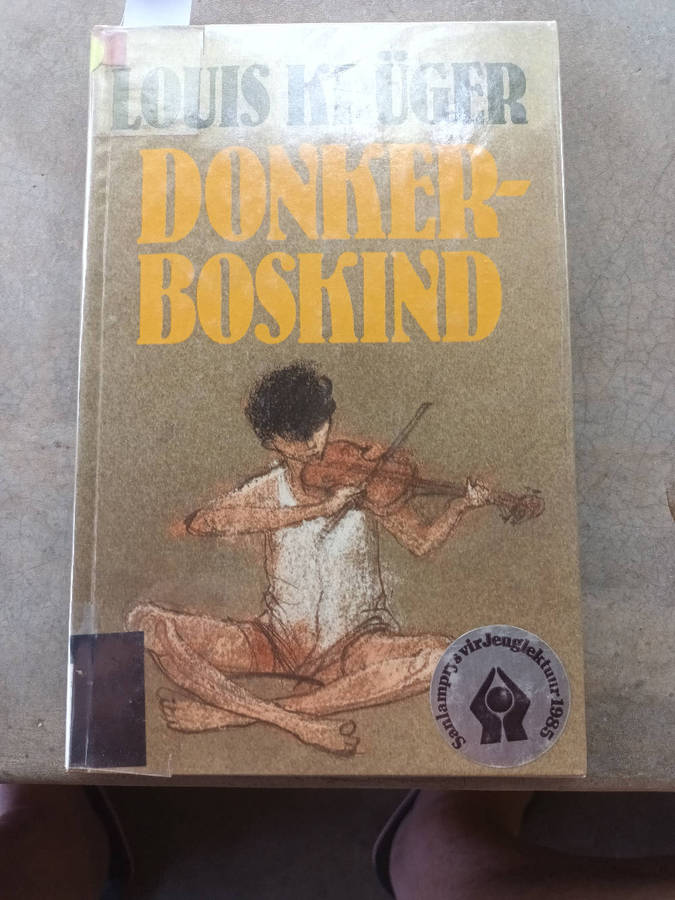 LOUIS KRÜGER
DONKER-
BOSKIND
Sanlamprys vir Jeuglektuur 1985